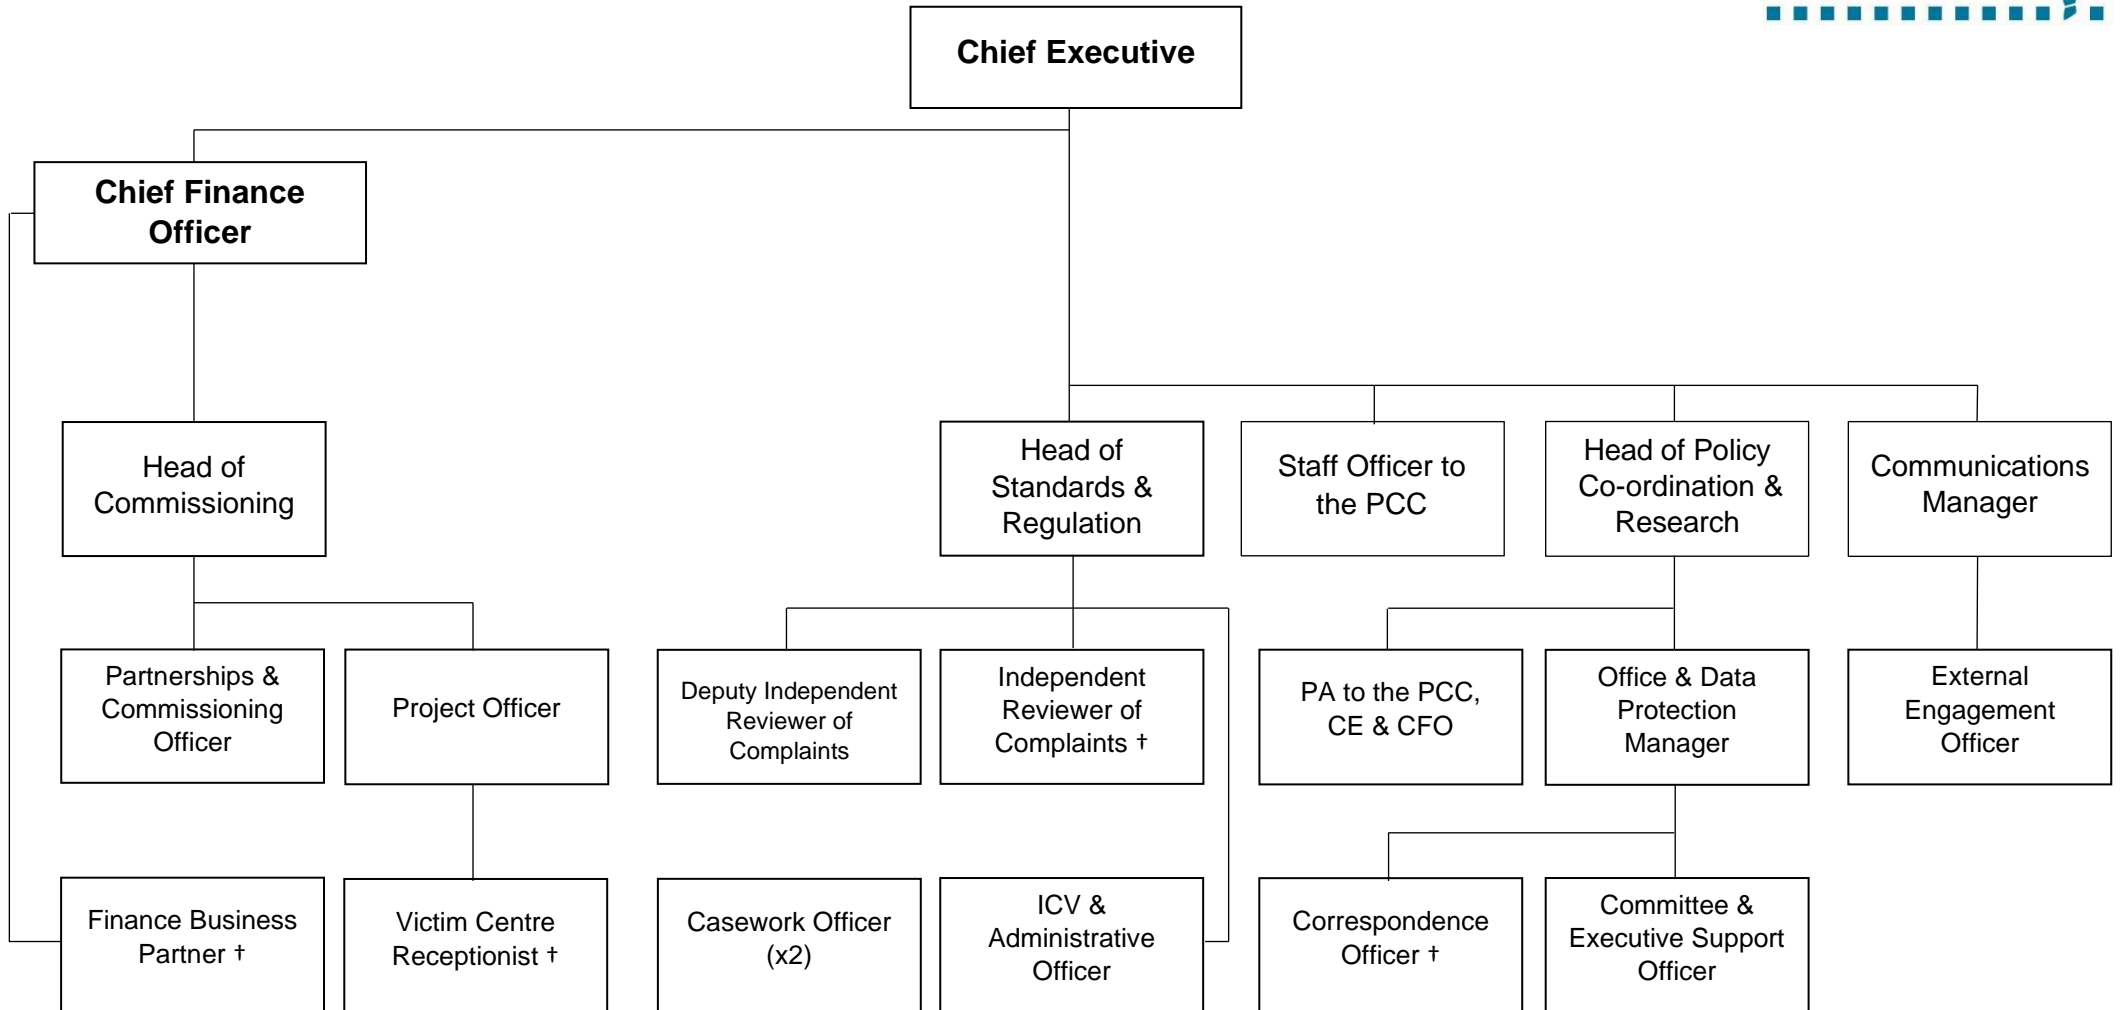 Chief Executive
Chief Finance
Officer
Head of
Commissioning
Head of
Standards &
Regulation
Staff Officer to
the PCC
Head of Policy
Co-ordination &
Research
Communications
Manager
Partnerships &
Commissioning
Officer
Project Officer
Deputy Independent
Reviewer of
Complaints
Independent
Reviewer of
Complaints †
PA to the PCC,
CE & CFO
Office & Data
Protection
Manager
External
Engagement
Officer
Finance Business
Partner †
Victim Centre
Receptionist †
Casework Officer
(x2)
ICV &
Administrative
Officer
Correspondence
Officer †
Committee &
Executive Support
Officer